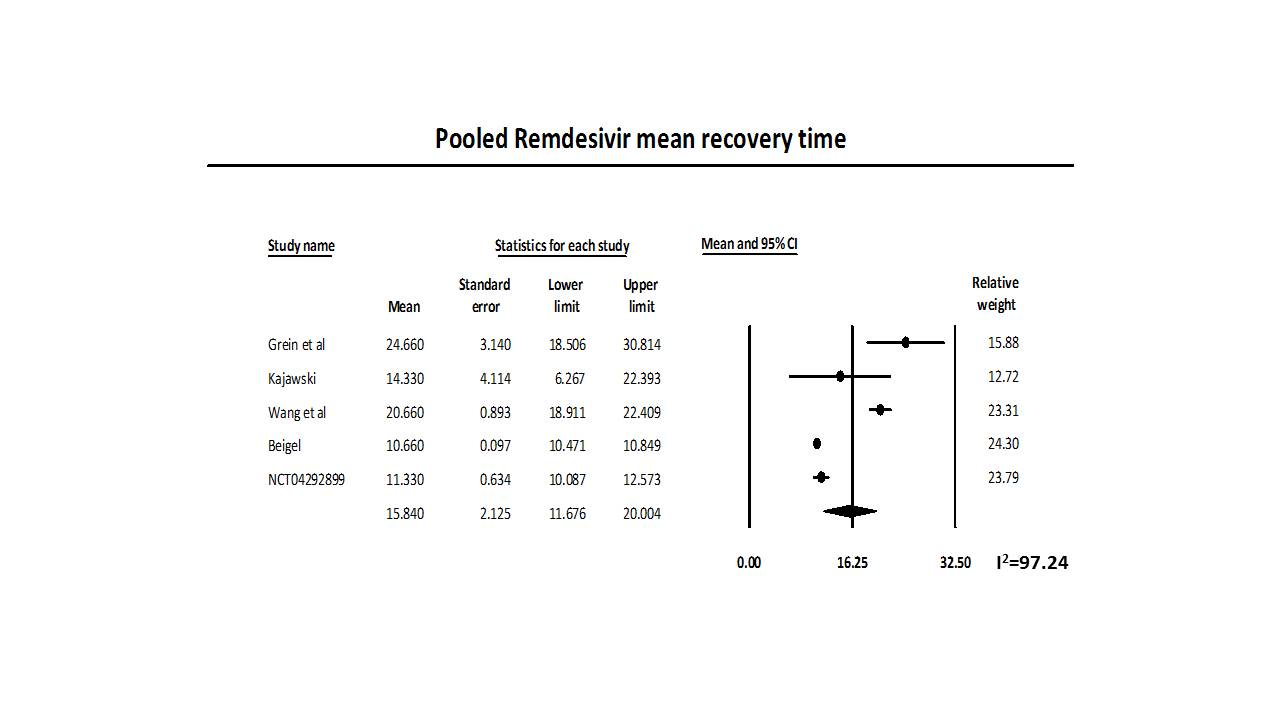 Pooled Remdesivir mean recovery time
Study name Statistics for each study Mean and 95% CI
Standard Lower Upper Relative
Mean error limit limit weight
Grein et al 24.660 3.140 18.506 30.814 15.88
Kajawski 14.330 4.114 6.267 22.393 12.72
Wang et al 20.660 0.893 18.911 22.409 23.31
Beigel 10.660 0.097 10.471 10.849 24.30
NCT04292899 11.330 0.634 10.087 12.573 23.79
15.840 2.125 11.676 20.004
0.00 16.25 32.50 I²=97.24